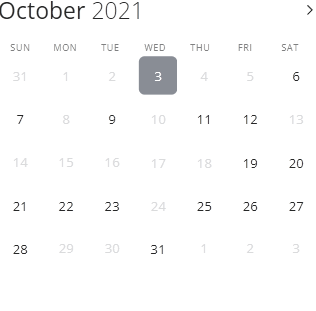 October 2021
SUN MON TUE WED THU FRI SAT
31 1 2 3 4 5 6
7 8 9 10 11 12 13
14 15 16 17 18 19 20
21 22 23 24 25 26 27
28 29 30 31 1 2 3